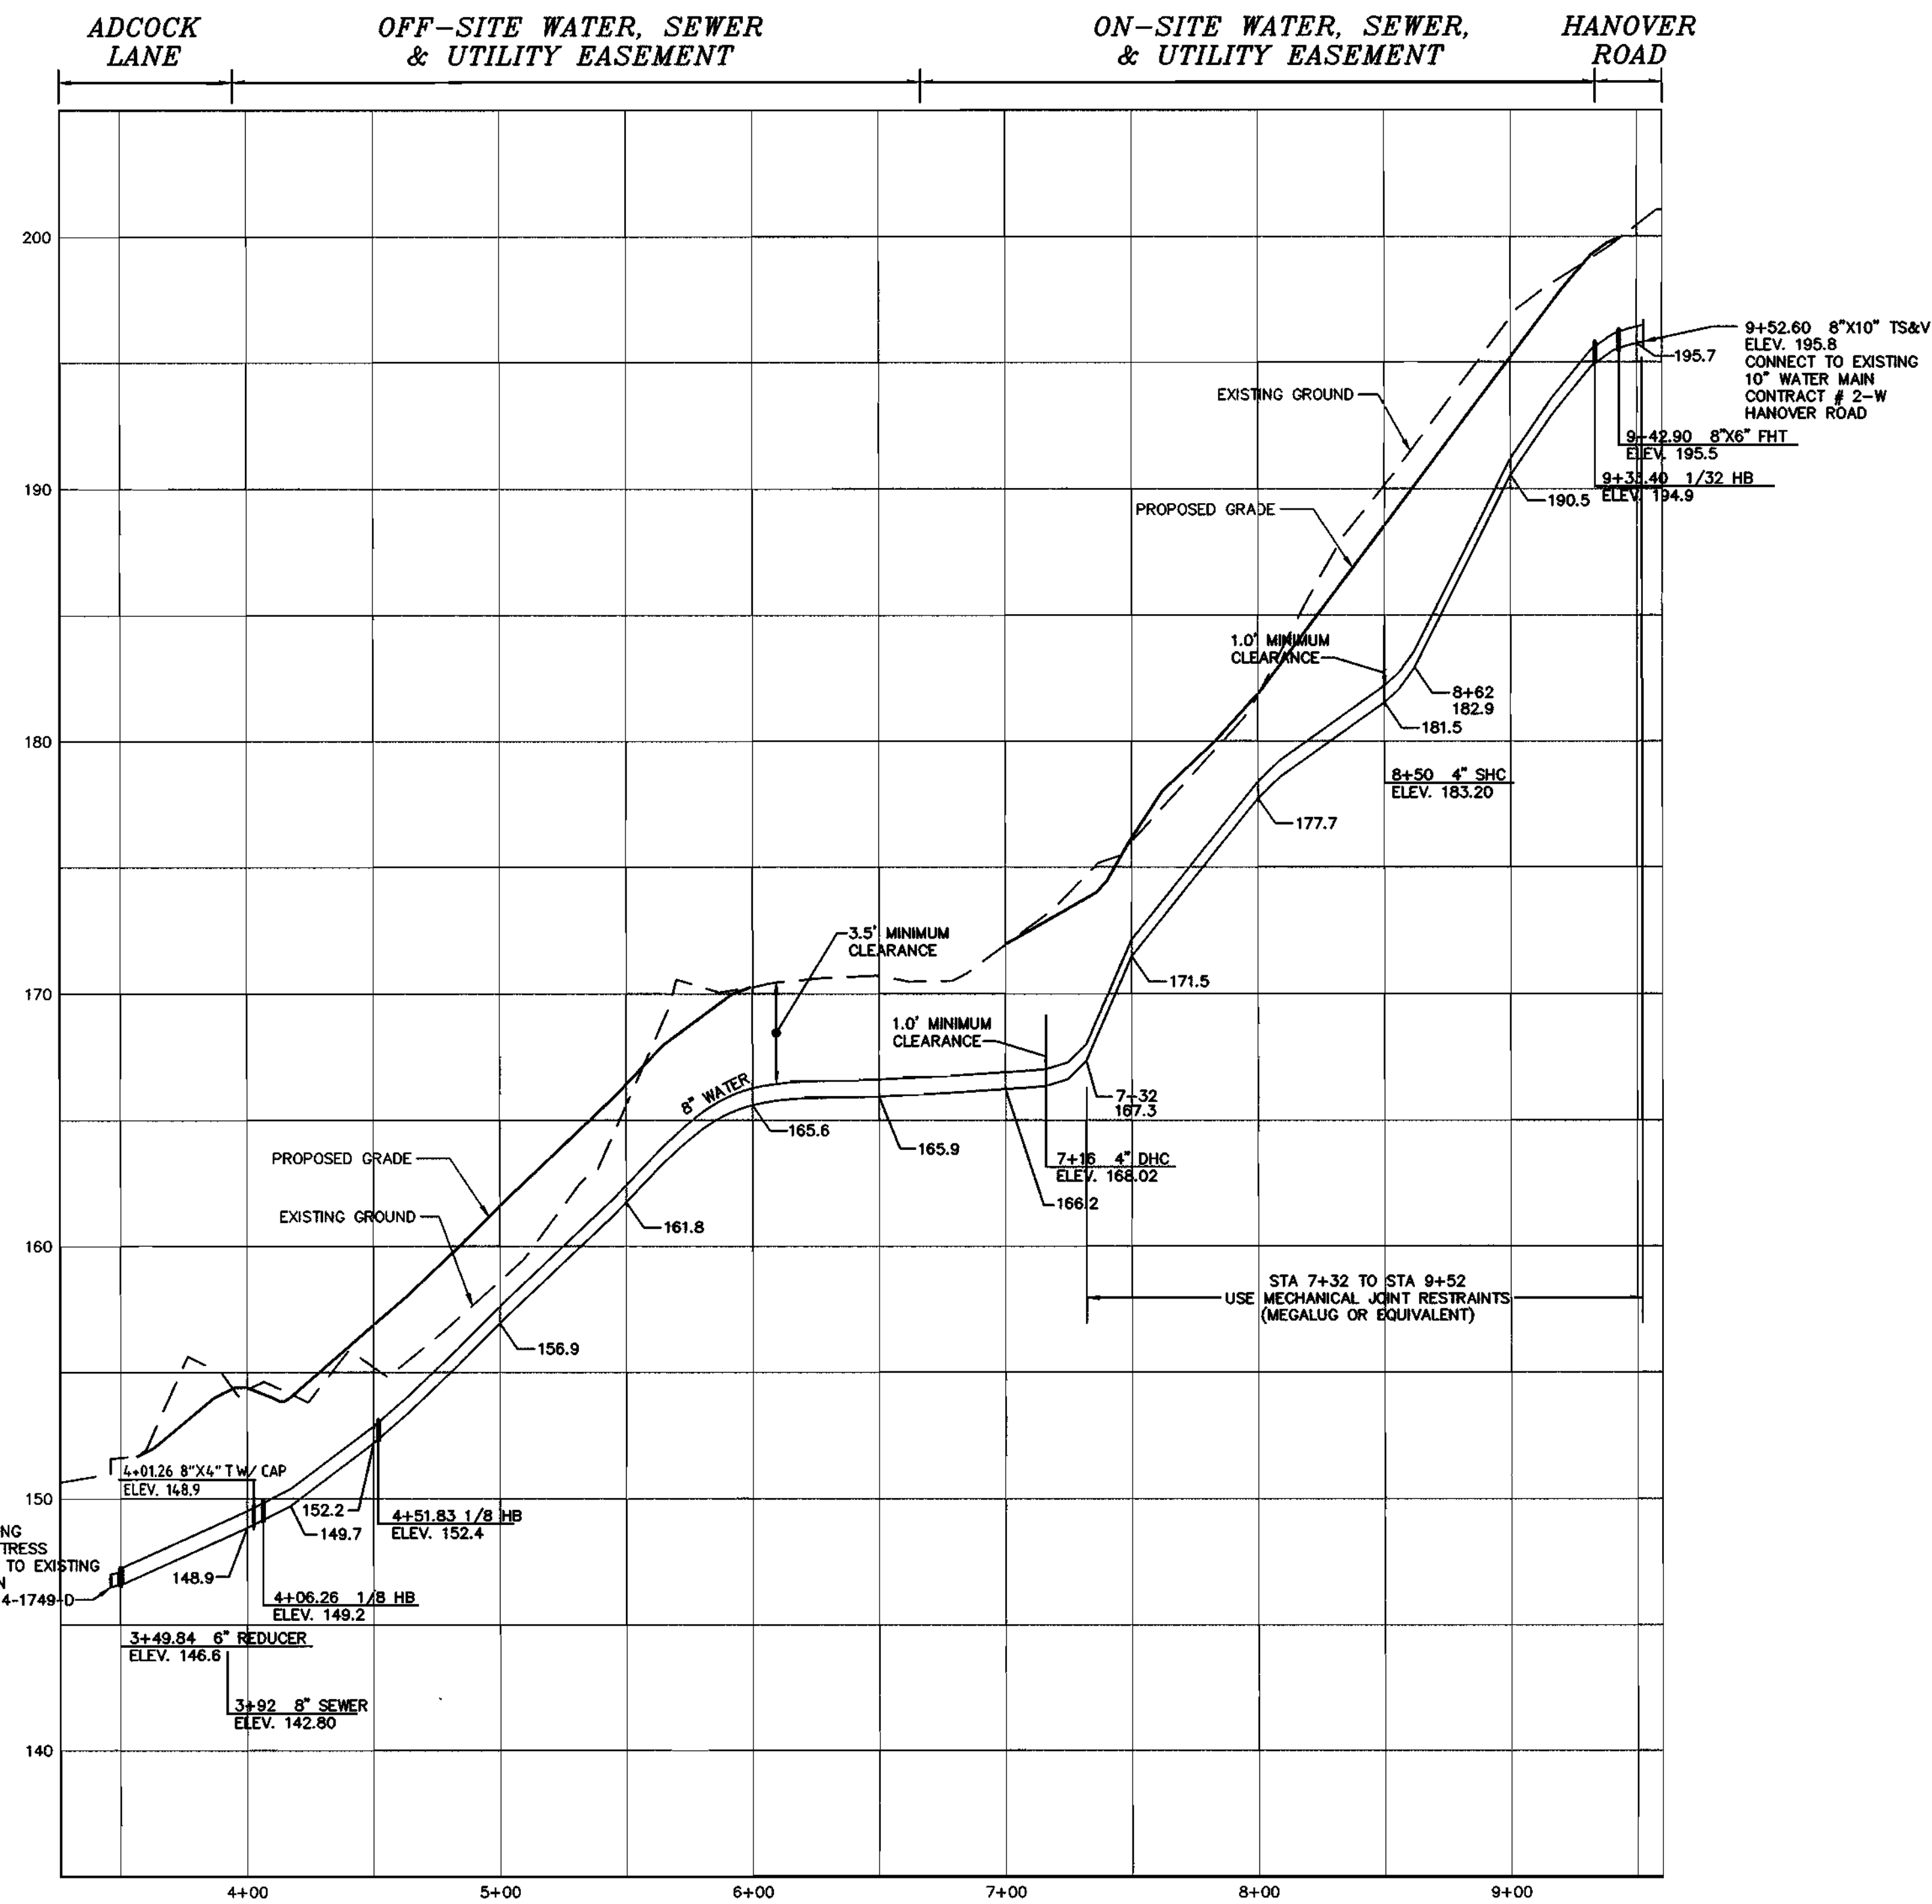 ADCOCK
LANE
OFF-SITE WATER, SEWER
& UTILITY EASEMENT
ON-SITE WATER, SEWER,
& UTILITY EASEMENT
HANOVER
ROAD
200
190
180
170
160
150
140
9+52.60 8"X10" TS&V
ELEV. 195.8
CONNECT TO EXISTING
10" WATER MAIN
CONTRACT # 2-W
HANOVER ROAD
195.7
9+42.90 8"X6" FHT
ELEV. 195.5
9+33.40 1/32 HB
ELEV. 194.9
190.5
EXISTING GROUND
PROPOSED GRADE
1.0' MINIMUM
CLEARANCE
8+62
182.9
181.5
8+50 4" SHC
ELEV. 183.20
177.7
3.5' MINIMUM
CLEARANCE
171.5
1.0' MINIMUM
CLEARANCE
8" WATER
7+32
167.3
165.6
165.9
7+16 4" DHC
ELEV. 168.02
166.2
PROPOSED GRADE
EXISTING GROUND
161.8
STA 7+32 TO STA 9+52
USE MECHANICAL JOINT RESTRAINTS
(MEGALUG OR EQUIVALENT)
156.9
4+01.26 8"X4" T W/ CAP
ELEV. 148.9
152.2
149.7
4+51.83 1/8 HB
ELEV. 152.4
NG
TRESS
TO EXISTING
N
4-1749-D
148.9
4+06.26 1/8 HB
ELEV. 149.2
3+49.84 6" REDUCER
ELEV. 146.6
3+92 8" SEWER
ELEV. 142.80
4+00
5+00
6+00
7+00
8+00
9+00